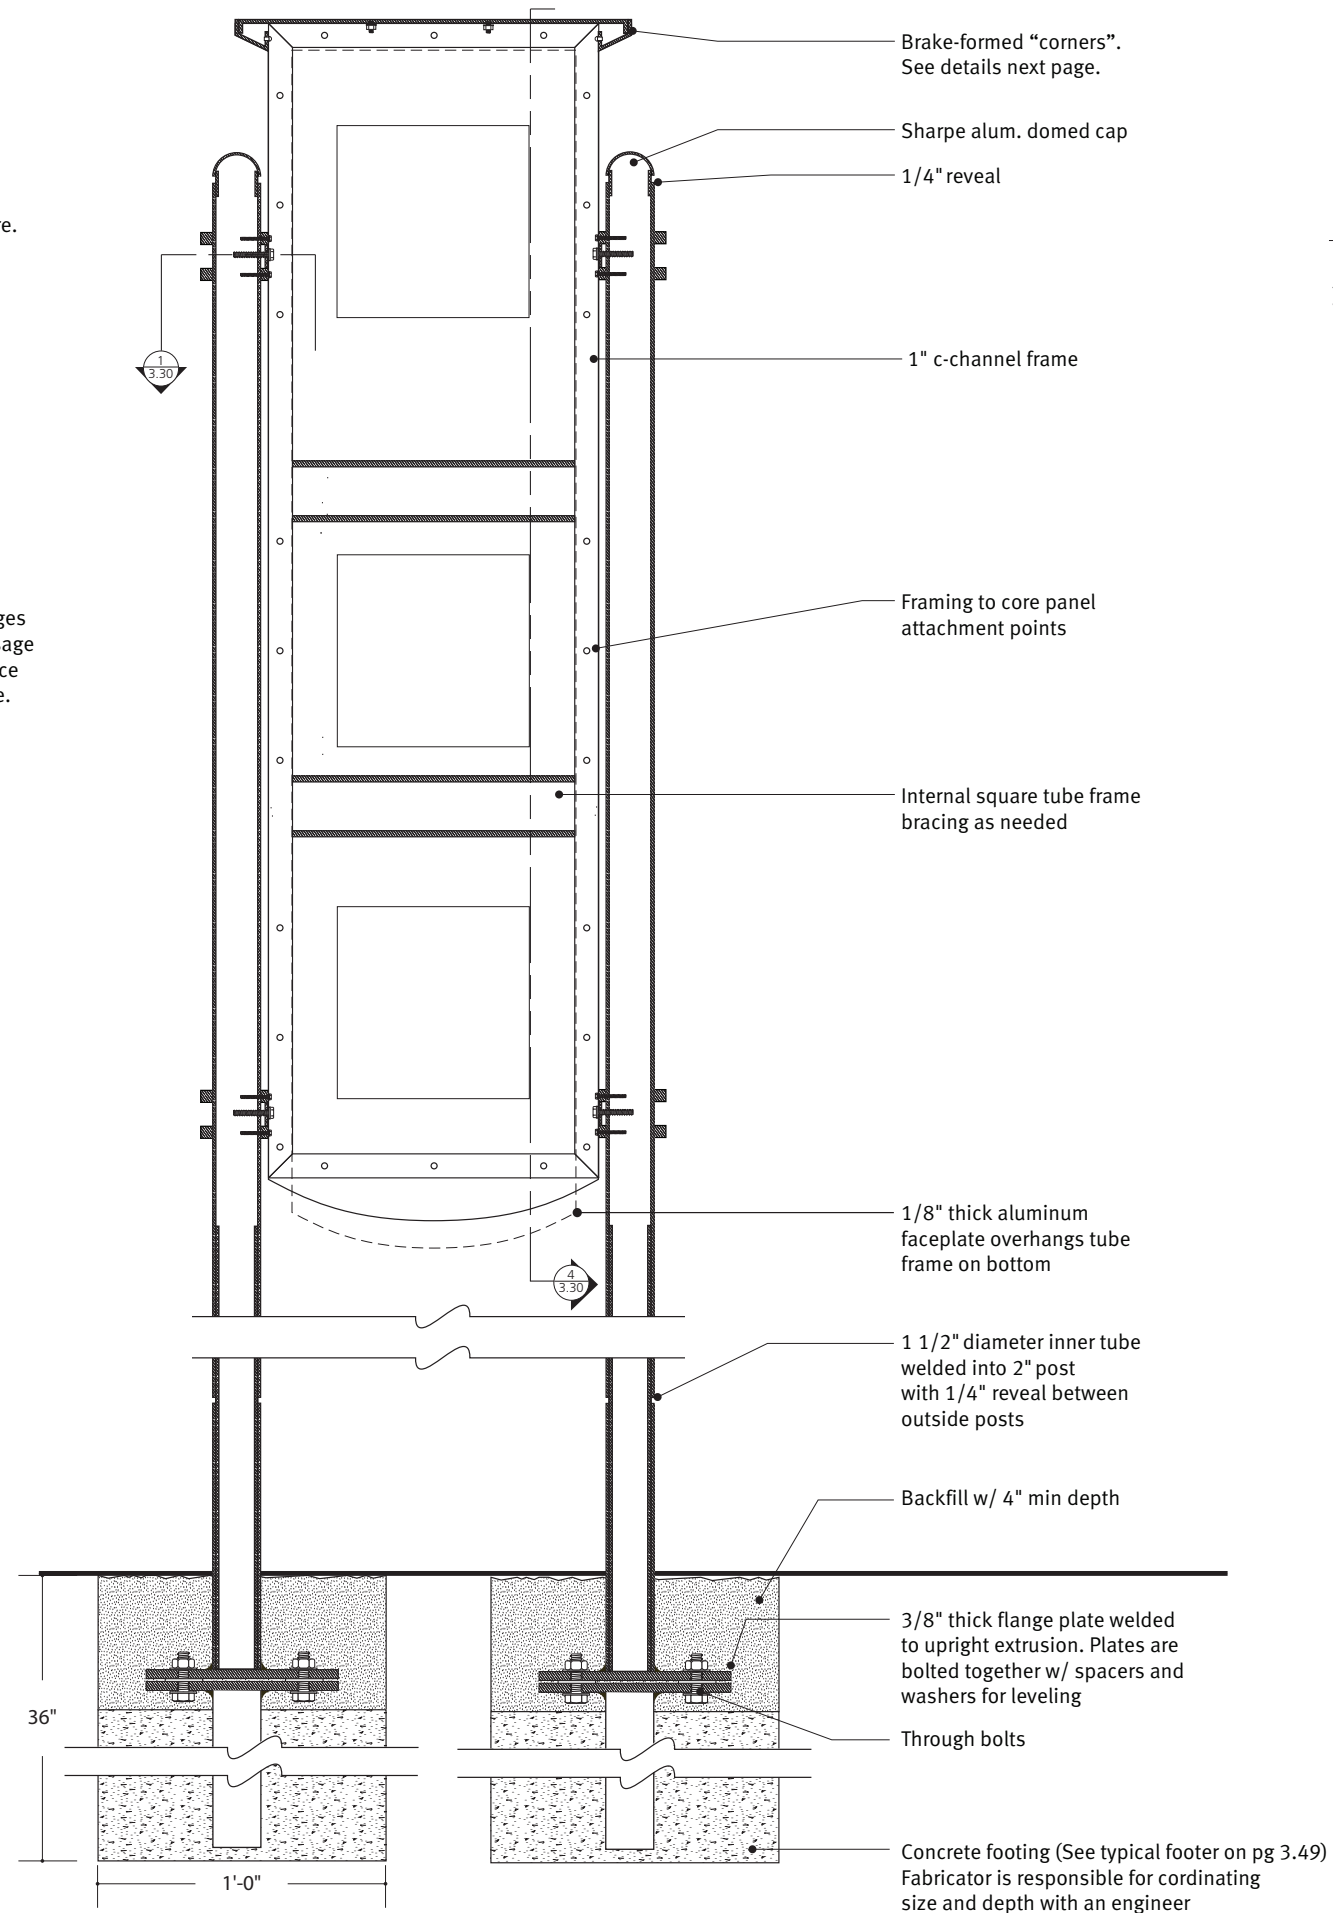 Brake-formed “corners”.
See details next page.
Sharpe alum. domed cap
1/4" reveal
1
3.30
1" c-channel frame
ges
sage
ce
e.
Framing to core panel
attachment points
Internal square tube frame
bracing as needed
1/8" thick aluminum
faceplate overhangs tube
frame on bottom
4
3.30
1 1/2" diameter inner tube
welded into 2" post
with 1/4" reveal between
outside posts
Backfill w/ 4" min depth
3/8" thick flange plate welded
to upright extrusion. Plates are
bolted together w/ spacers and
washers for leveling
36"
Through bolts
1'-0"
Concrete footing (See typical footer on pg 3.49)
Fabricator is responsible for cordinating
size and depth with an engineer